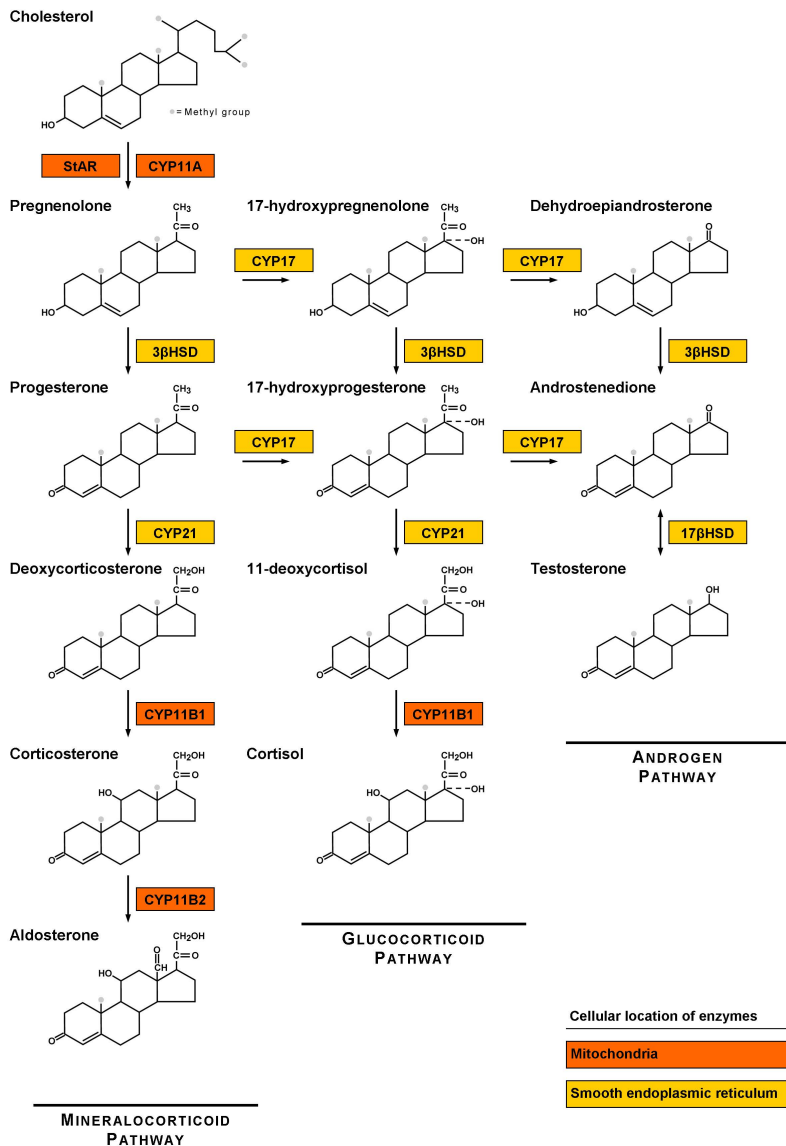 Cholesterol
HO
= Methyl group
StAR
CYP11A
Pregnenolone
17-hydroxypregnenolone
Dehydroepiandrosterone
CH₃
C=O
HO
CYP17
CH₃
C=O
OH
HO
CYP17
O
HO
3βHSD
3βHSD
3βHSD
Progesterone
17-hydroxyprogesterone
Androstenedione
CH₃
C=O
O
CYP17
CH₃
C=O
OH
O
CYP17
O
O
CYP21
CYP21
17βHSD
Deoxycorticosterone
11-deoxycortisol
Testosterone
CH₂OH
C=O
O
CH₂OH
C=O
OH
O
OH
O
CYP11B1
CYP11B1
Corticosterone
Cortisol
CH₂OH
C=O
HO
O
CH₂OH
C=O
OH
HO
O
ANDROGEN
PATHWAY
CYP11B2
Aldosterone
CH₂OH
O
C=O
CH
HO
O
GLUCOCORTICOID
PATHWAY
Cellular location of enzymes
Mitochondria
Smooth endoplasmic reticulum
MINERALOCORTICOID
PATHWAY